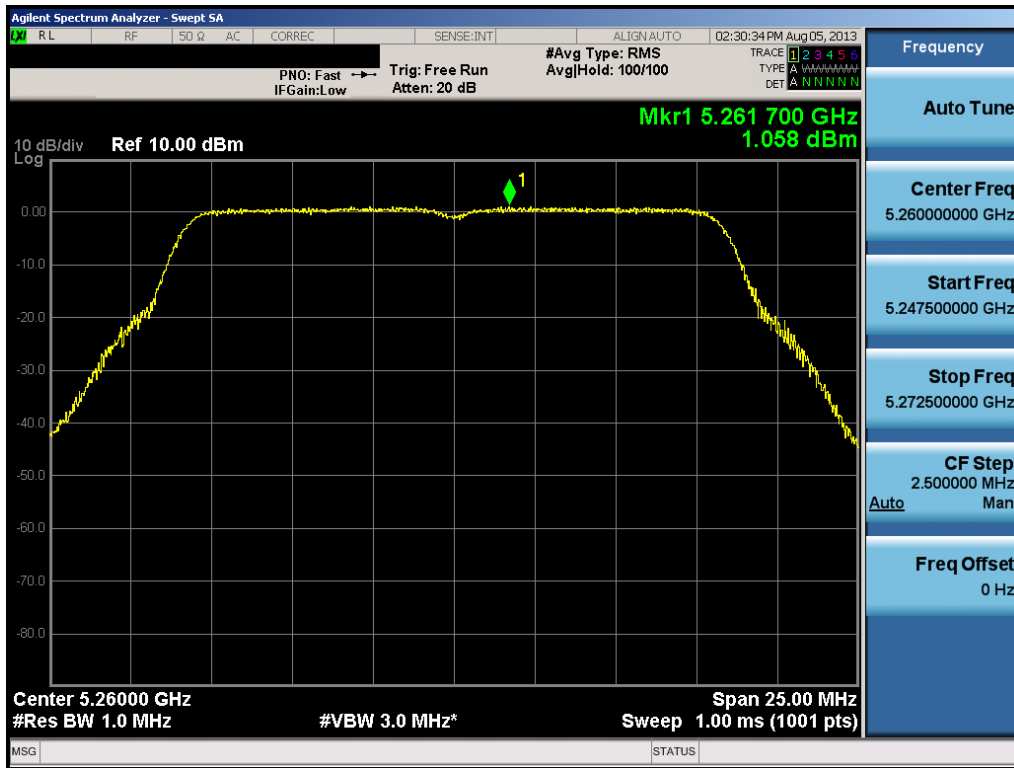 Agilent Spectrum Analyzer - Swept SA
LXI RL RF 50 Ω AC CORREC SENSE:INT ALIGN AUTO 02:30:34 PM Aug 05, 2013
Frequency
PNO: Fast
IFGain:Low
Trig: Free Run
Atten: 20 dB
#Avg Type: RMS
Avg|Hold: 100/100
TRACE 1 2 3 4 5 6
TYPE A WWWWW
DET A N N N N N
Mkr1 5.261 700 GHz
1.058 dBm
10 dB/div Ref 10.00 dBm
Log
1
0.00
-10.0
-20.0
-30.0
-40.0
-50.0
-60.0
-70.0
-80.0
Center 5.26000 GHz Span 25.00 MHz
#Res BW 1.0 MHz #VBW 3.0 MHz* Sweep 1.00 ms (1001 pts)
MSG STATUS
Auto Tune
Center Freq
5.260000000 GHz
Start Freq
5.247500000 GHz
Stop Freq
5.272500000 GHz
CF Step
2.500000 MHz
Auto Man
Freq Offset
0 Hz